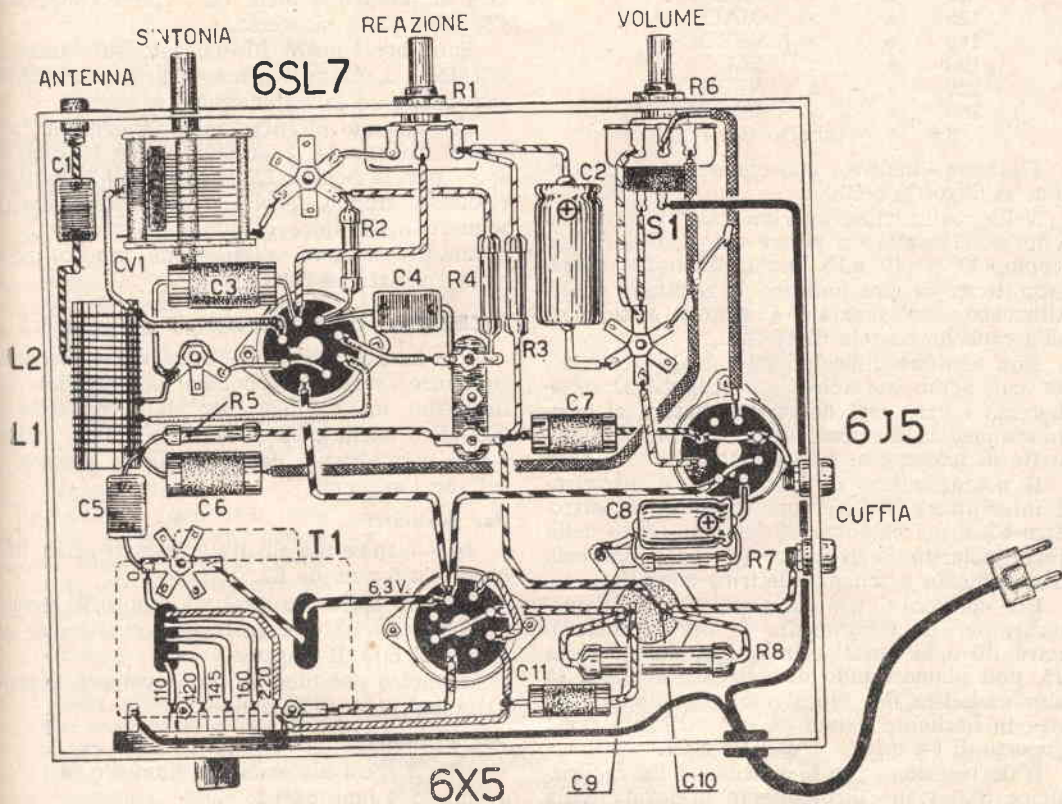 REAZIONE
VOLUME
SINTONIA
ANTENNA
6SL7
R1
R6
C1
C2
S1
R2
CV1
C3
C4
R4
R3
L2
L1
R5
C7
6J5
C5
C6
C8
CUFFIA
T1
R7
6,3V.
110
120
145
160
220
R8
C11
6X5
C9
C10